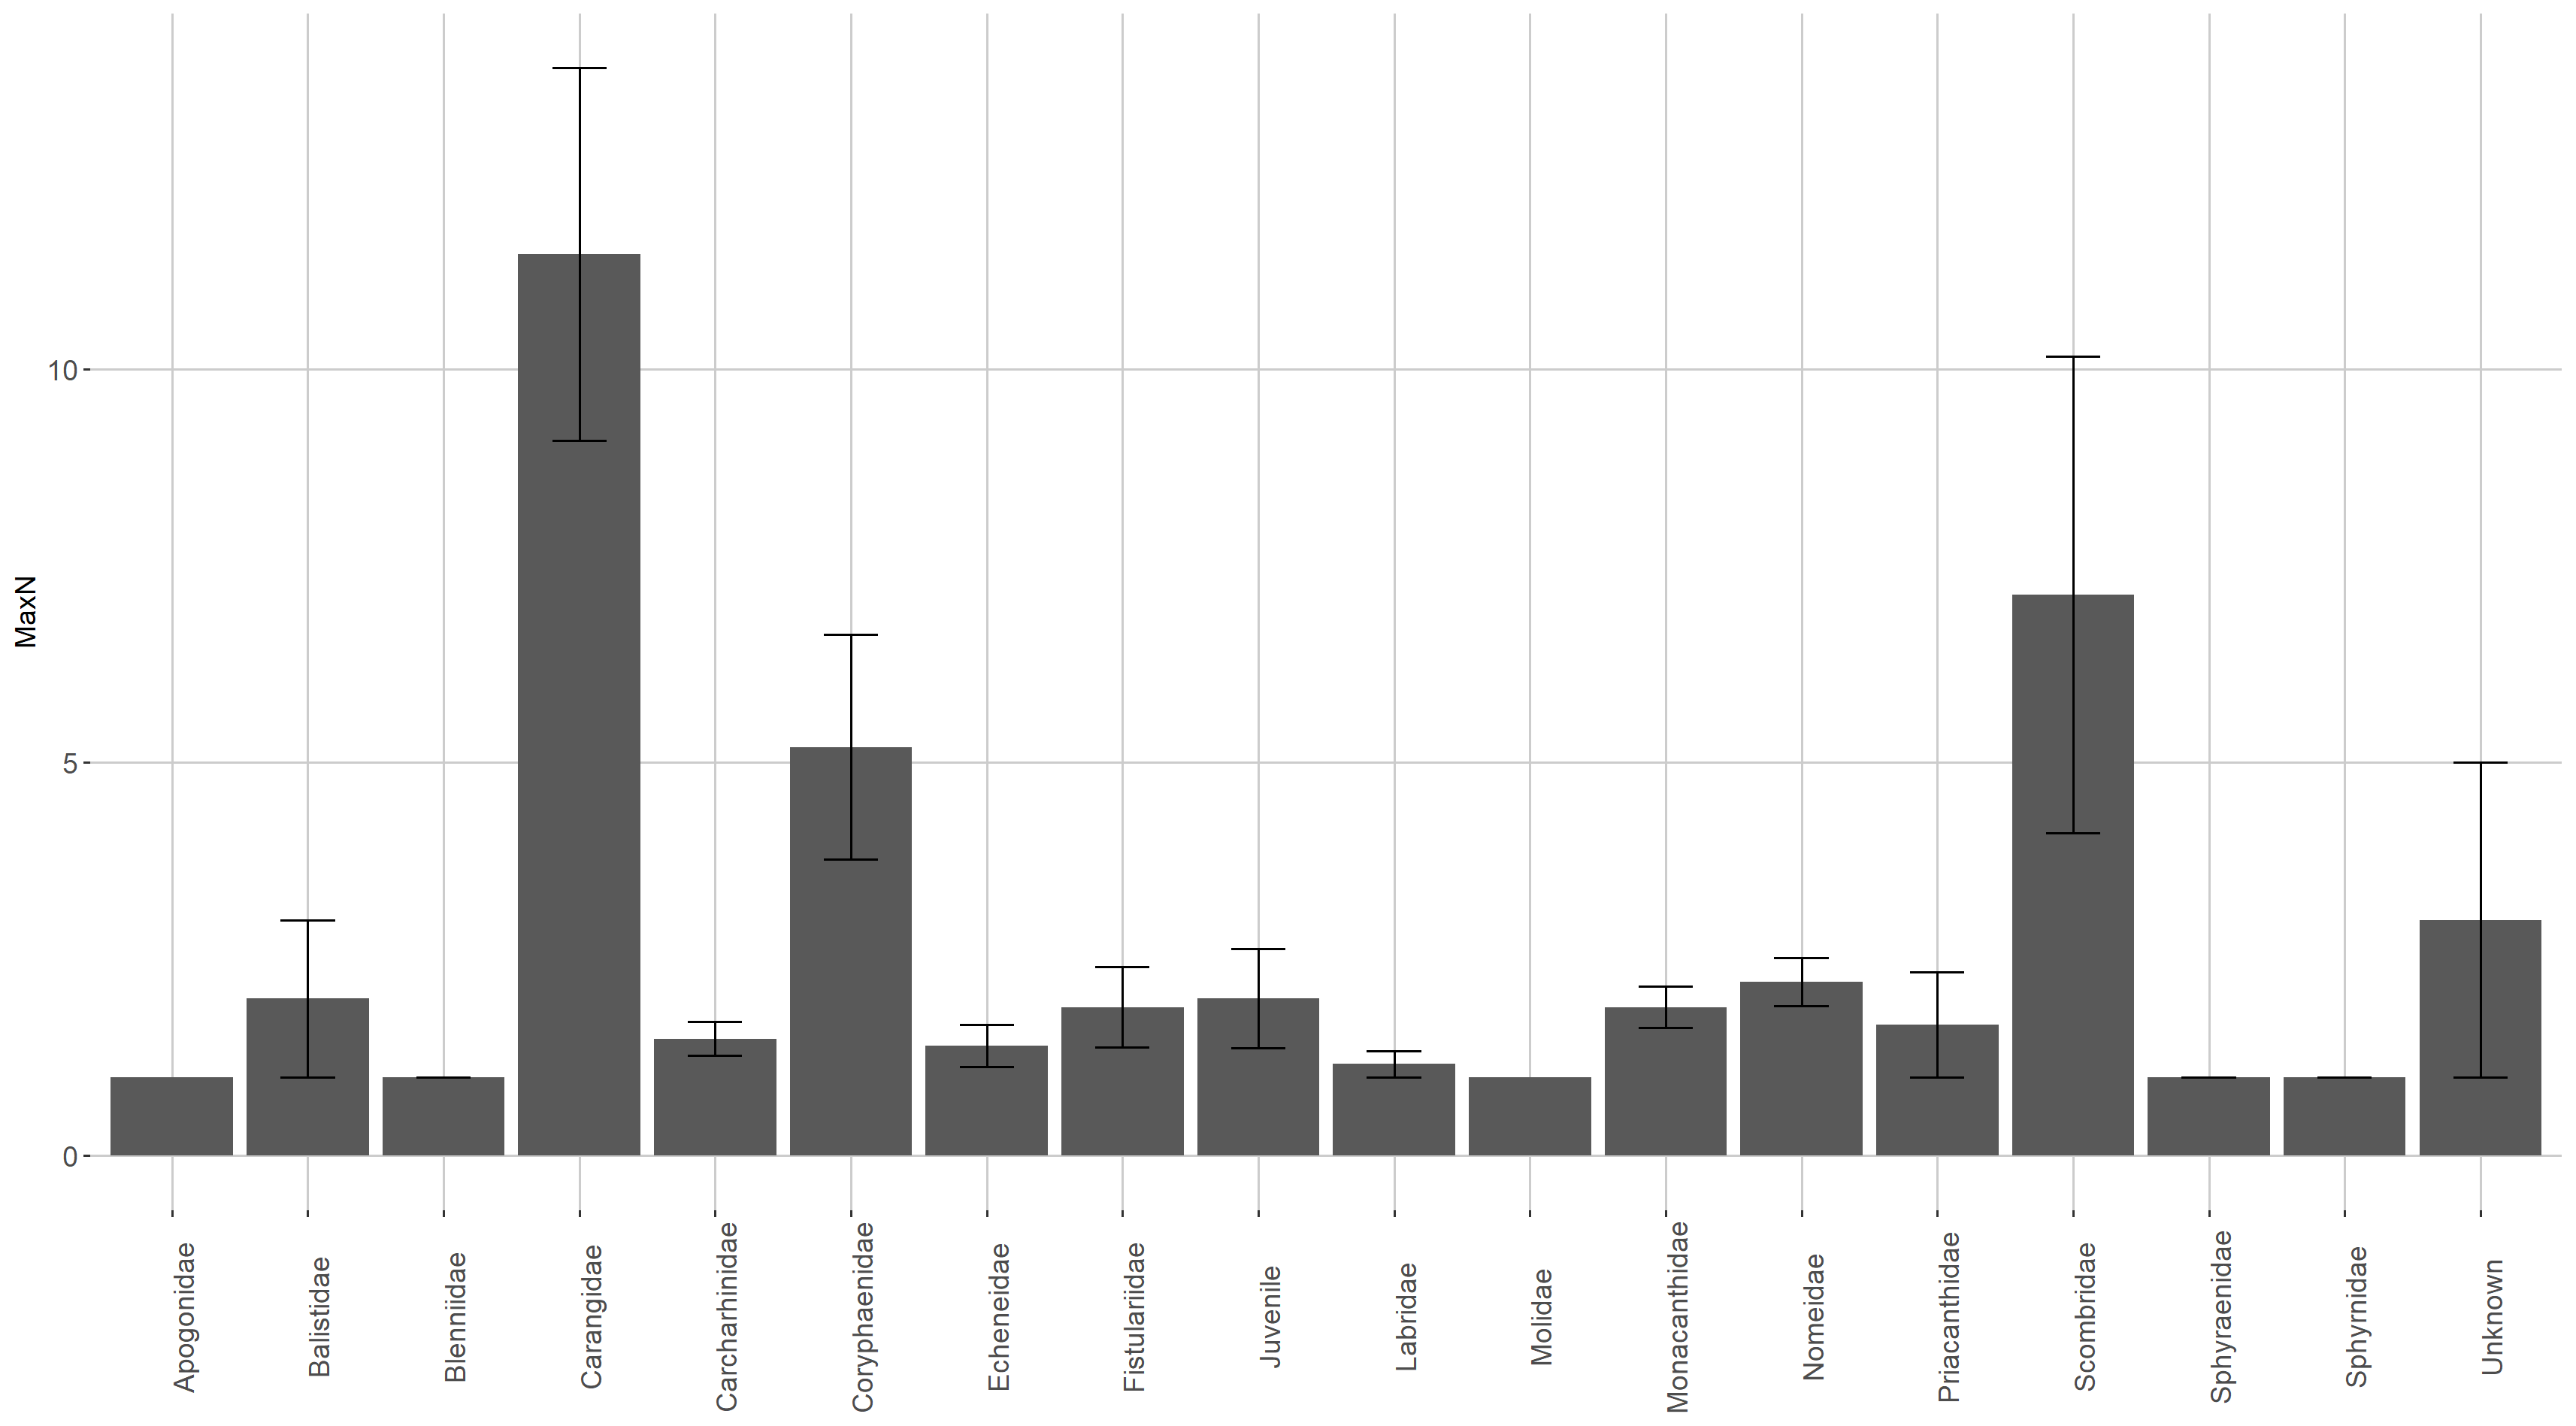 MaxN
10
5
0
Apogonidae
Balistidae
Blenniidae
Carangidae
Carcharhinidae
Coryphaenidae
Echeneidae
Fistulariidae
Juvenile
Labridae
Molidae
Monacanthidae
Nomeidae
Priacanthidae
Scombridae
Sphyraenidae
Sphyrnidae
Unknown